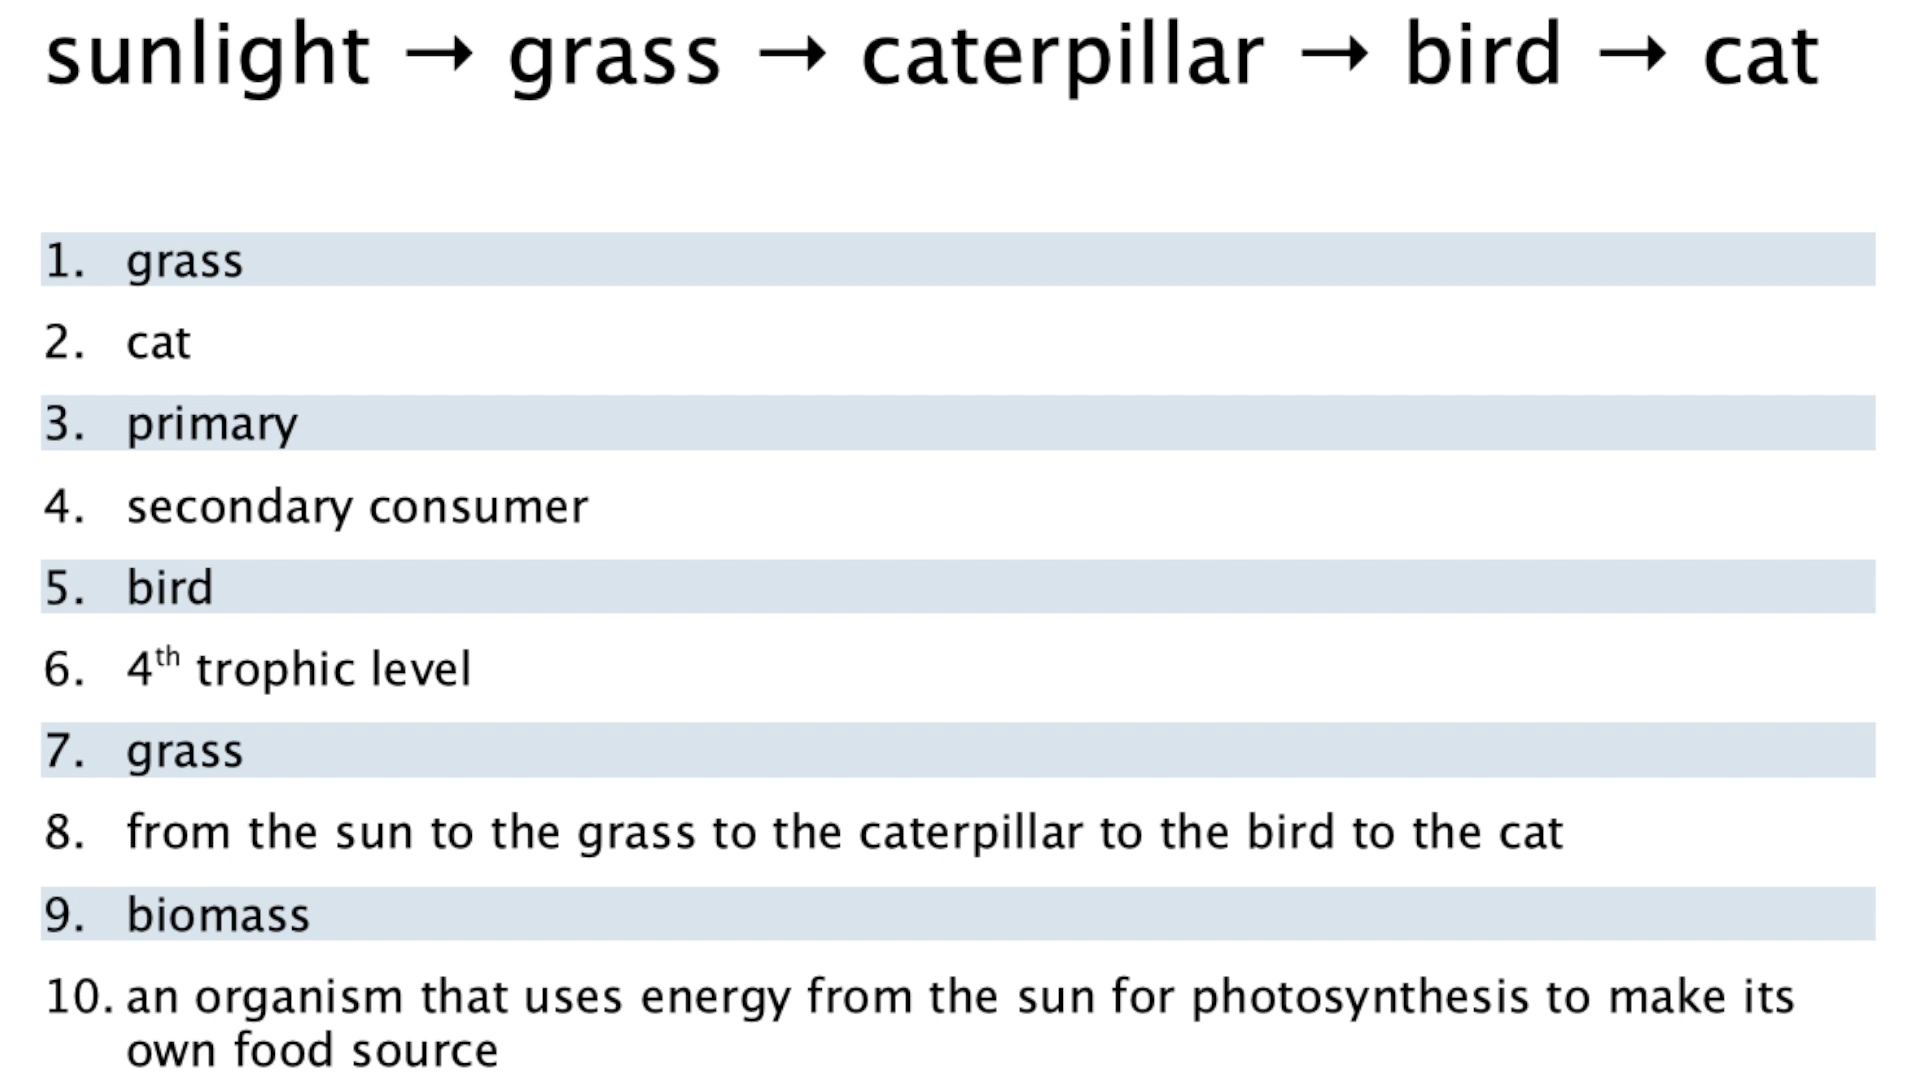 sunlight → grass → caterpillar → bird → cat
1. grass
2. cat
3. primary
4. secondary consumer
5. bird
6. 4th trophic level
7. grass
8. from the sun to the grass to the caterpillar to the bird to the cat
9. biomass
10. an organism that uses energy from the sun for photosynthesis to make its
own food source